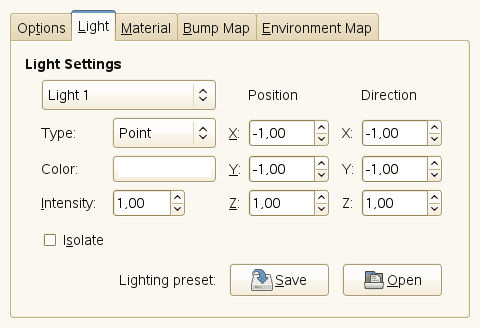 Options Light Material Bump Map Environment Map
Light Settings
Light 1 Position Direction
Type: Point X: -1,00 X: -1,00
Color: Y: -1,00 Y: -1,00
Intensity: 1,00 Z: 1,00 Z: 1,00
Isolate
Lighting preset: Save Open